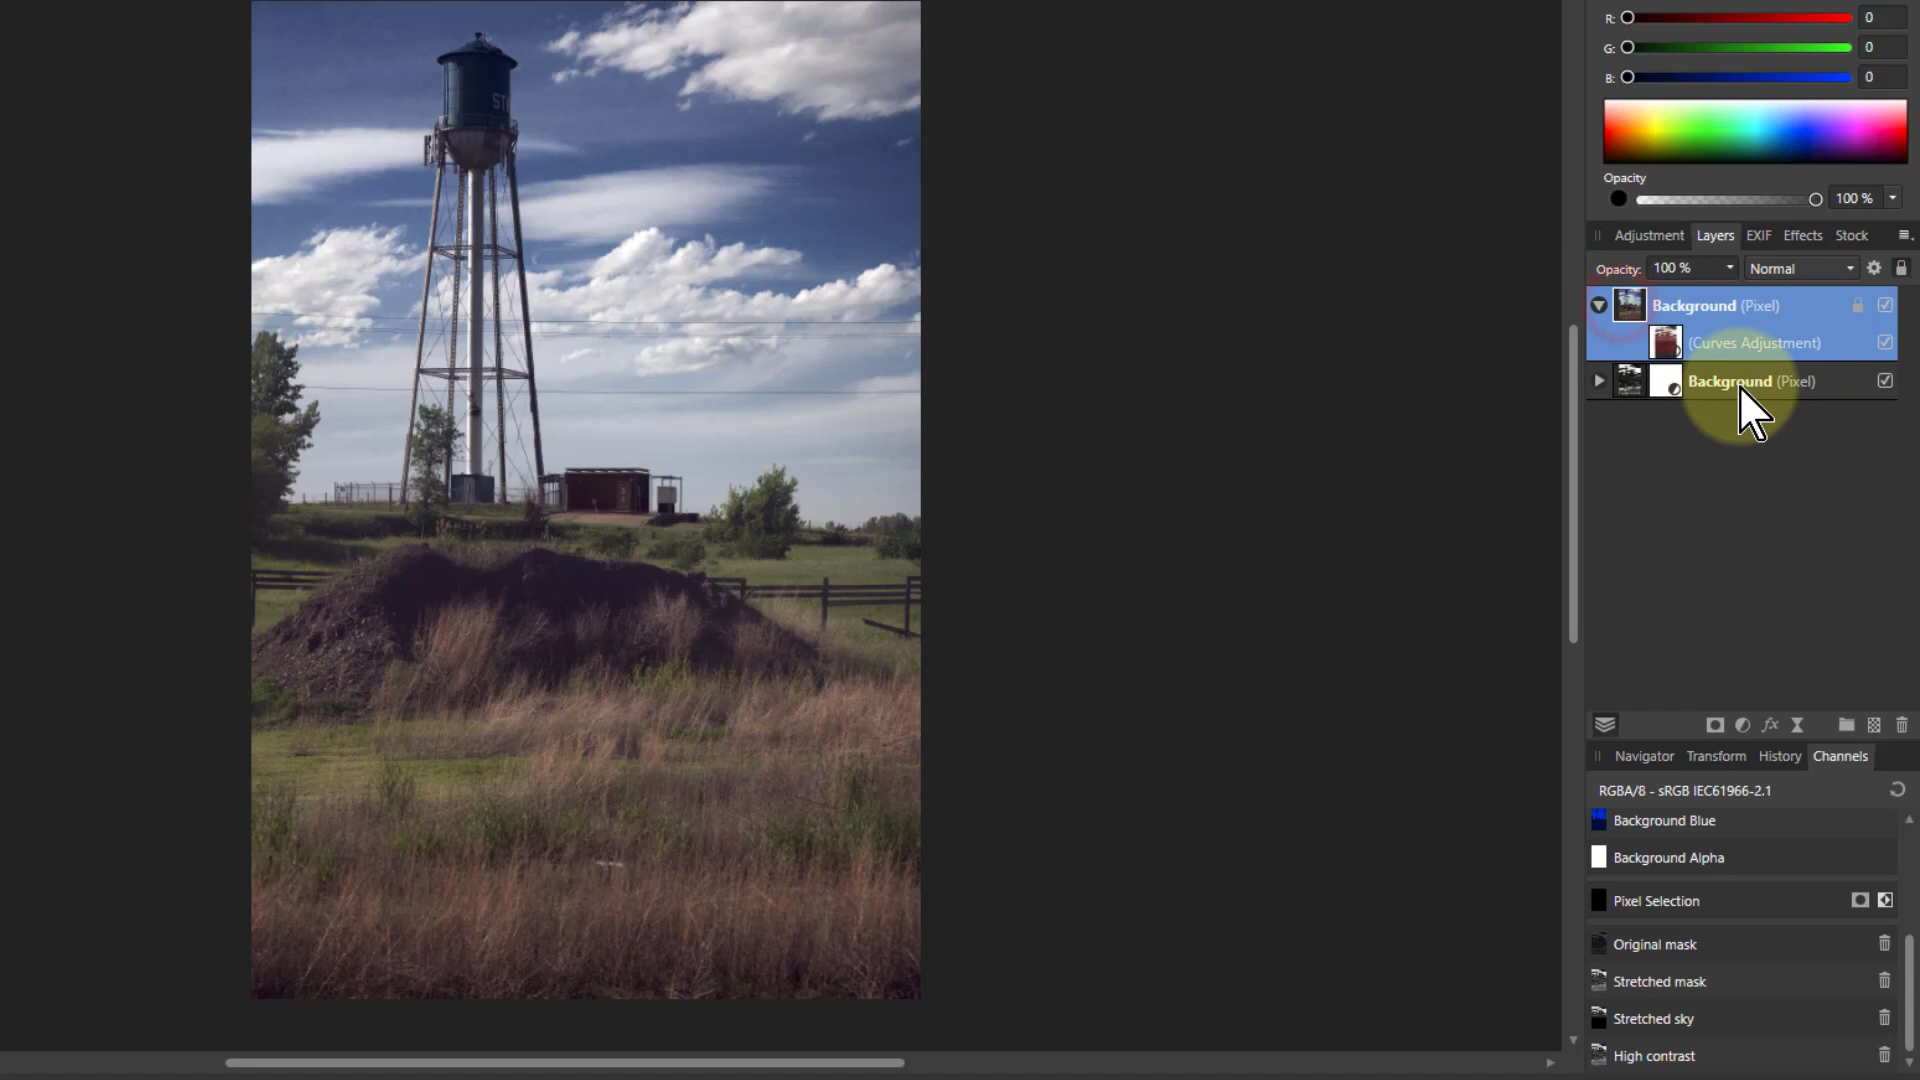 R: 0
G: 0
B: 0
Opacity
100 %
Adjustment Layers EXIF Effects Stock
Opacity: 100 % Normal
Background (Pixel)
(Curves Adjustment)
Background (Pixel)
fx
Navigator Transform History Channels
RGBA/8 - sRGB IEC61966-2.1
Background Blue
Background Alpha
Pixel Selection
Original mask
Stretched mask
Stretched sky
High contrast